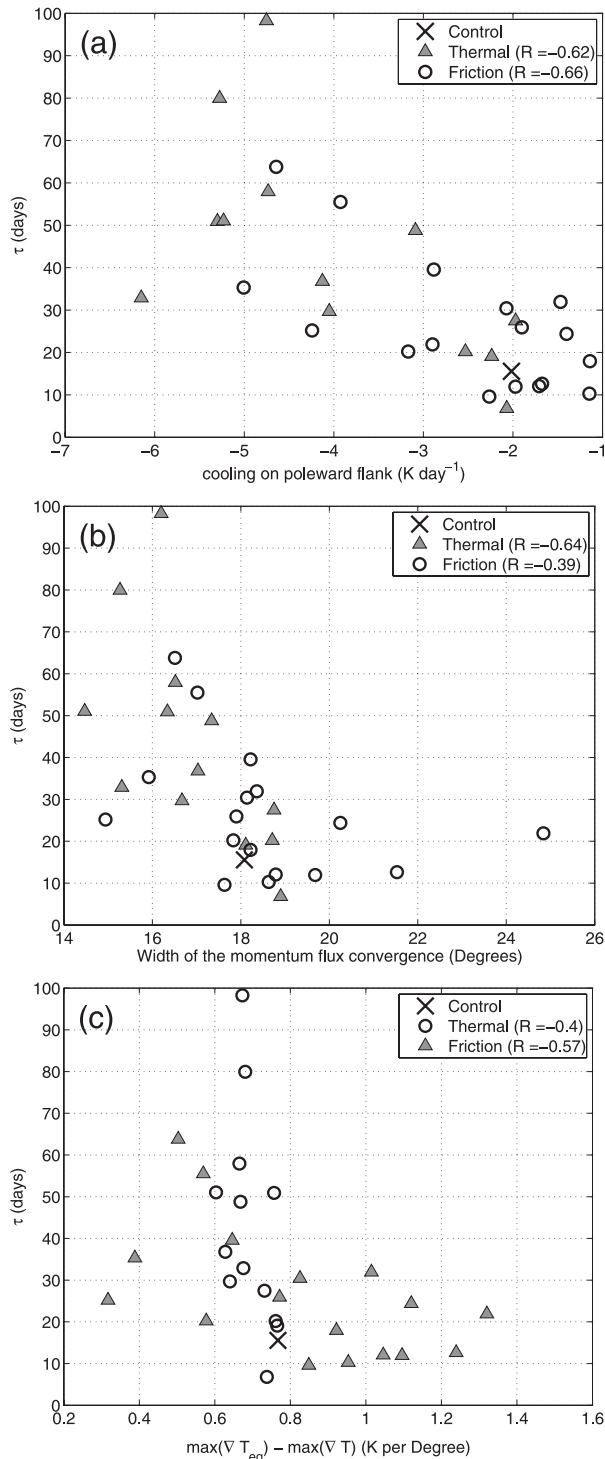 (a)
Control
Thermal (R =−0.62)
Friction (R =−0.66)
100
90
80
70
60
50
40
30
20
10
0
τ (days)
−7 −6 −5 −4 −3 −2 −1
cooling on poleward flank (K day⁻¹)
(b)
Control
Thermal (R =−0.64)
Friction (R =−0.39)
100
90
80
70
60
50
40
30
20
10
0
τ (days)
14 16 18 20 22 24 26
Width of the momentum flux convergence (Degrees)
(c)
Control
Thermal (R =−0.4)
Friction (R =−0.57)
100
90
80
70
60
50
40
30
20
10
0
τ (days)
0.2 0.4 0.6 0.8 1 1.2 1.4 1.6
max(∇ T_eq) − max(∇ T) (K per Degree)